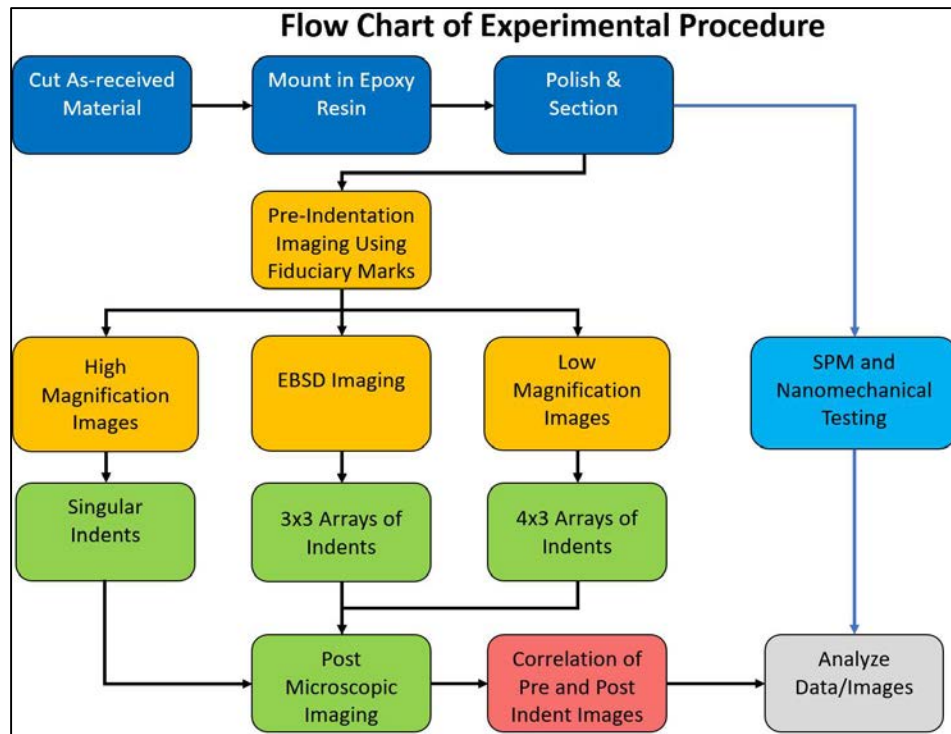 Flow Chart of Experimental Procedure
Cut As-received
Material
Mount in Epoxy
Resin
Polish &
Section
Pre-Indentation
Imaging Using
Fiduciary Marks
High
Magnification
Images
EBSD Imaging
Low
Magnification
Images
SPM and
Nanomechanical
Testing
Singular
Indents
3x3 Arrays of
Indents
4x3 Arrays of
Indents
Post
Microscopic
Imaging
Correlation of
Pre and Post
Indent Images
Analyze
Data/Images